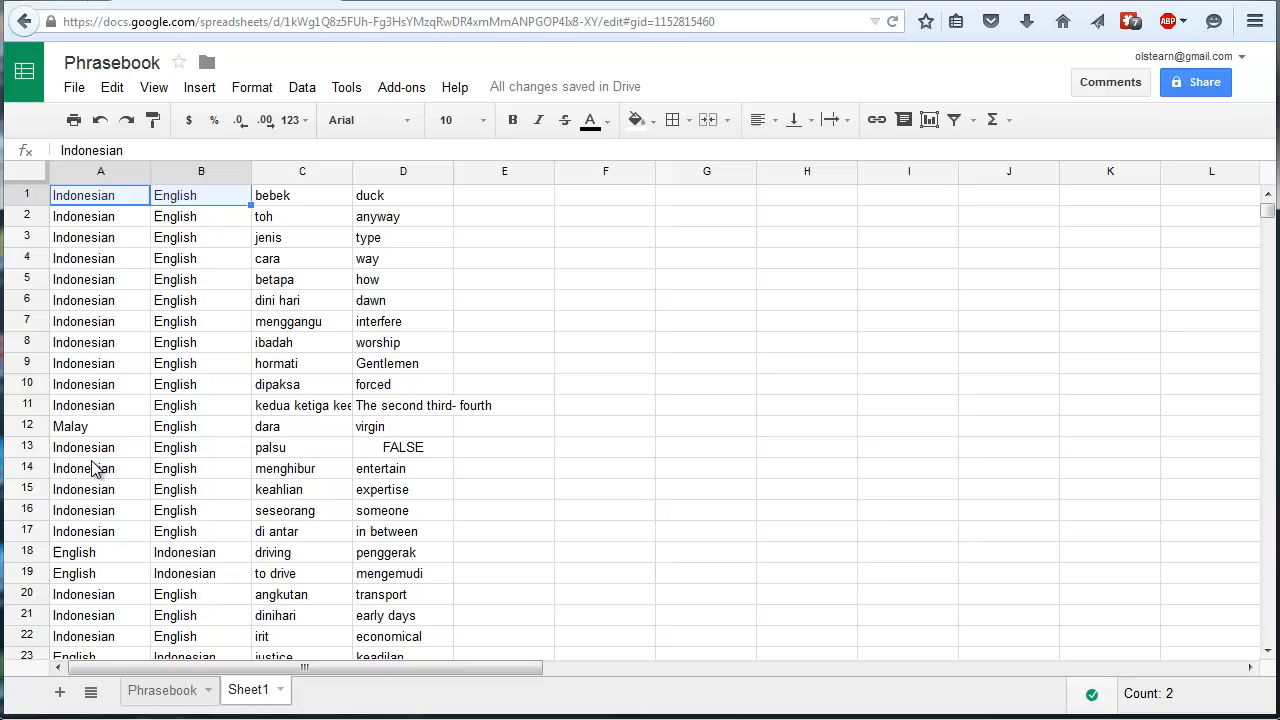 https://docs.google.com/spreadsheets/d/1kWg1Q8z5FUh-Fg3HsYMzqRwDR4xmMmANPGOP4Ix8-XY/edit#gid=1152815460
7 ABP
Phrasebook
olstearn@gmail.com
File Edit View Insert Format Data Tools Add-ons Help All changes saved in Drive
Comments Share
$ % .0 .00 123 Arial 10 B I S A Σ
fx Indonesian
A B C D E F G H I J K L
1 Indonesian English bebek duck
2 Indonesian English toh anyway
3 Indonesian English jenis type
4 Indonesian English cara way
5 Indonesian English betapa how
6 Indonesian English dini hari dawn
7 Indonesian English menggangu interfere
8 Indonesian English ibadah worship
9 Indonesian English hormati Gentlemen
10 Indonesian English dipaksa forced
11 Indonesian English kedua ketiga kee The second third- fourth
12 Malay English dara virgin
13 Indonesian English palsu FALSE
14 Indonesian English menghibur entertain
15 Indonesian English keahlian expertise
16 Indonesian English seseorang someone
17 Indonesian English di antar in between
18 English Indonesian driving penggerak
19 English Indonesian to drive mengemudi
20 Indonesian English angkutan transport
21 Indonesian English dinihari early days
22 Indonesian English irit economical
23 English Indonesian justice keadilan
Phrasebook Sheet1 Count: 2